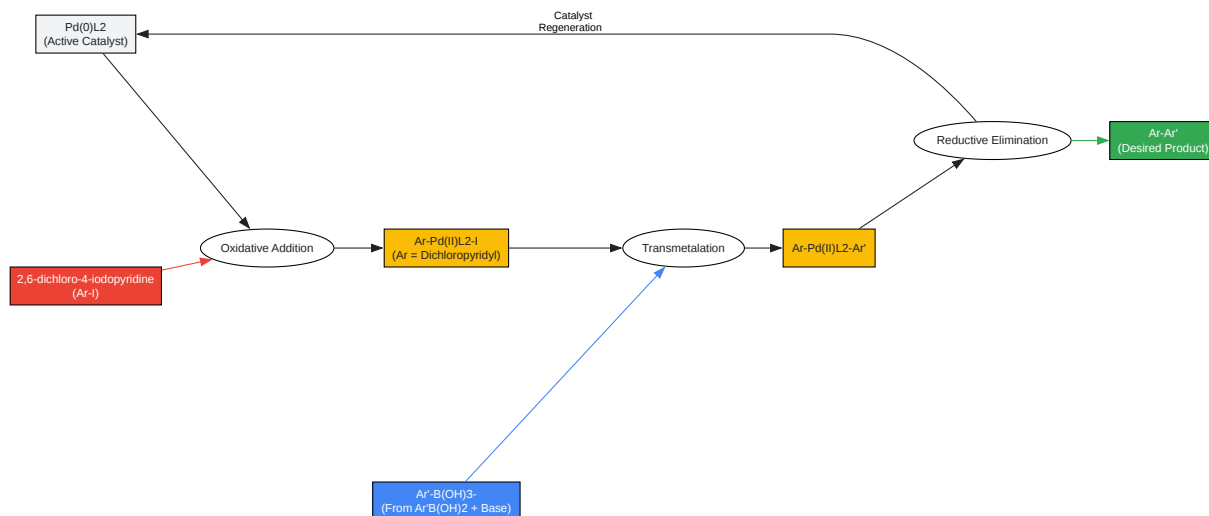 Catalyst
Regeneration
Pd(0)L2
(Active Catalyst)
Reductive Elimination
Ar-Ar'
(Desired Product)
Oxidative Addition
Ar-Pd(II)L2-I
(Ar = Dichloropyridyl)
Transmetalation
Ar-Pd(II)L2-Ar'
2,6-dichloro-4-iodopyridine
(Ar-I)
Ar'-B(OH)3-
(From Ar'B(OH)2 + Base)